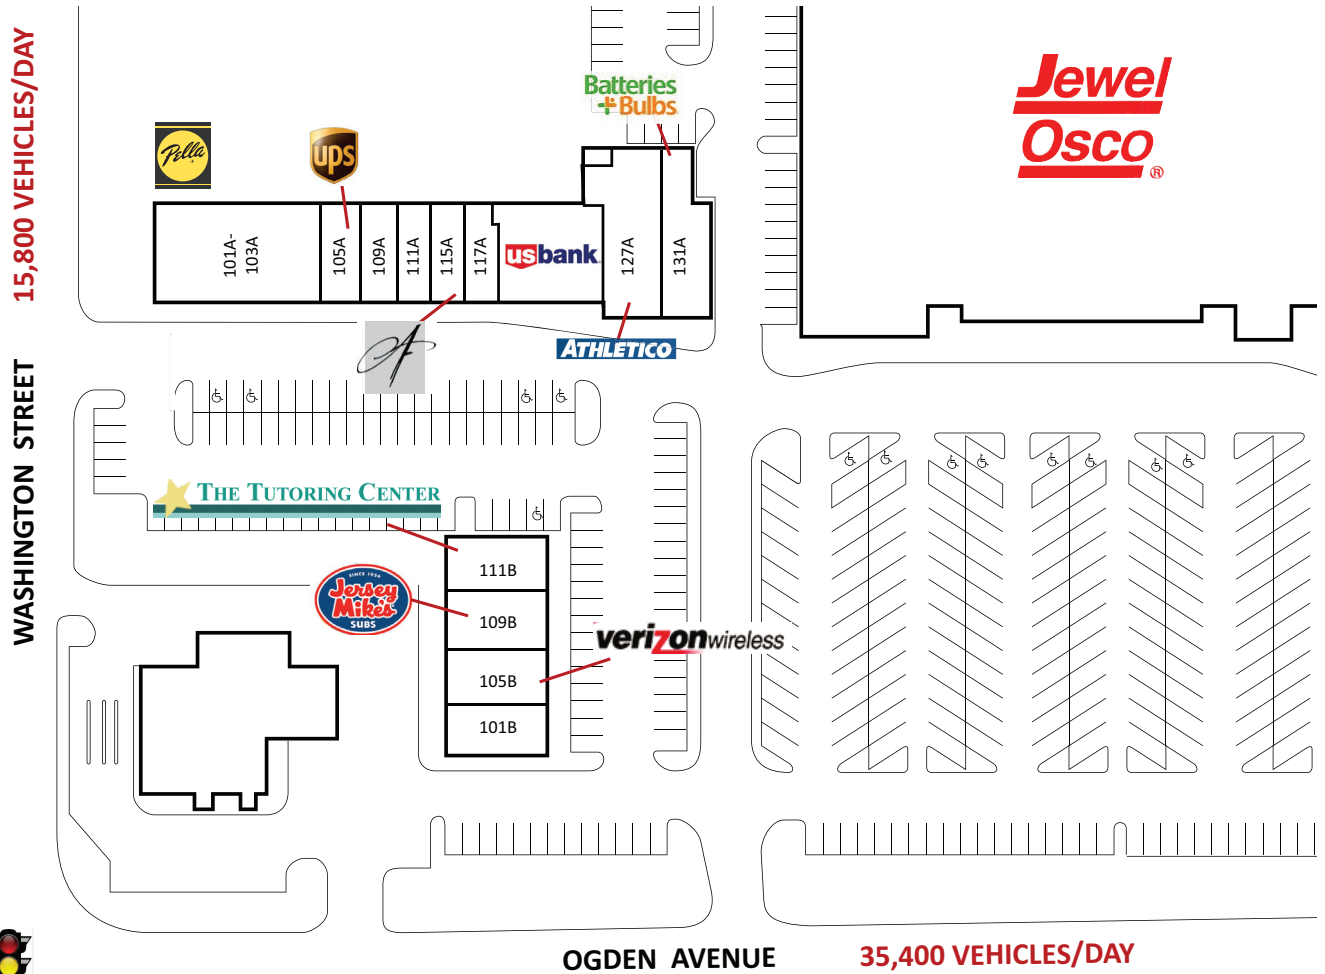 15,800 VEHICLES/DAY
WASHINGTON STREET
Pella
ups
Batteries
+Bulbs
Jewel
Osco®
101A-
103A
105A
109A
111A
115A
117A
usbank
127A
131A
A
ATHLETICO
THE TUTORING CENTER
SINCE 1956
Jersey
Mike's
SUBS
111B
109B
105B
101B
verizonwireless
OGDEN AVENUE
35,400 VEHICLES/DAY